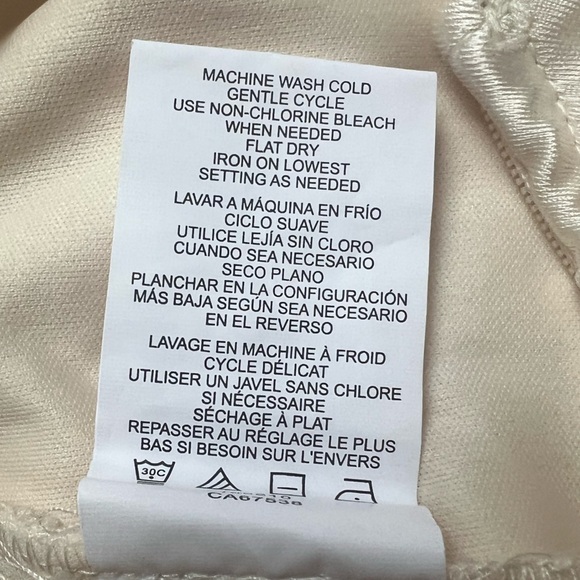 MACHINE WASH COLD
GENTLE CYCLE
USE NON-CHLORINE BLEACH
WHEN NEEDED
FLAT DRY
IRON ON LOWEST
SETTING AS NEEDED
LAVAR A MÁQUINA EN FRÍO
CICLO SUAVE
UTILICE LEJÍA SIN CLORO
CUANDO SEA NECESARIO
SECO PLANO
PLANCHAR EN LA CONFIGURACIÓN
MÁS BAJA SEGÚN SEA NECESARIO
EN EL REVERSO
LAVAGE EN MACHINE À FROID
CYCLE DÉLICAT
UTILISER UN JAVEL SANS CHLORE
SI NÉCESSAIRE
SÉCHAGE À PLAT
REPASSER AU RÉGLAGE LE PLUS
BAS SI BESOIN SUR L'ENVERS
30C
CA07538